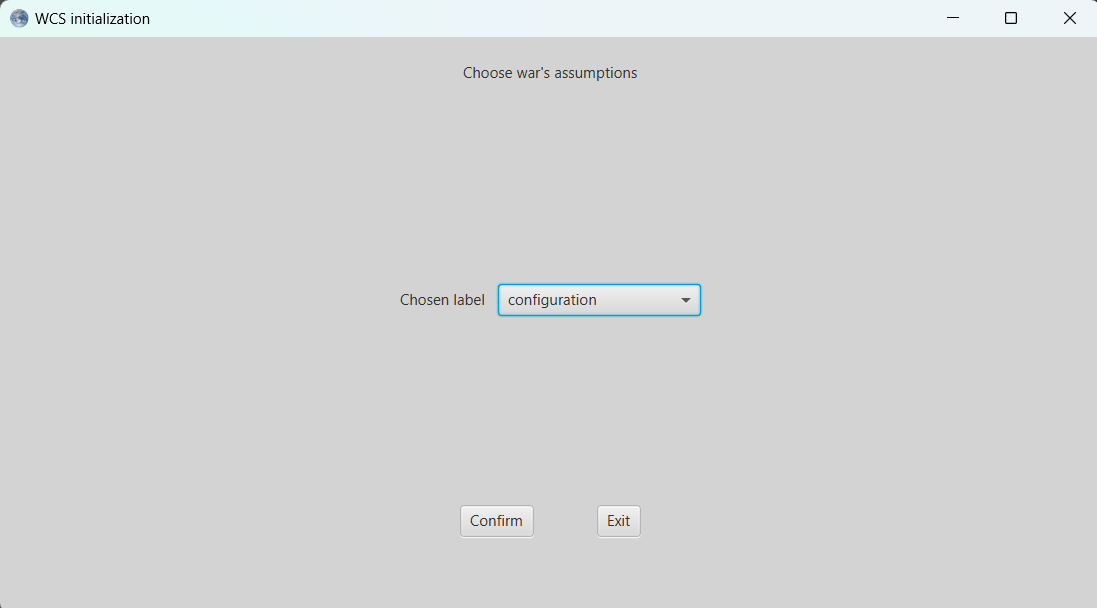 WCS initialization
Choose war's assumptions
Chosen label configuration
Confirm Exit